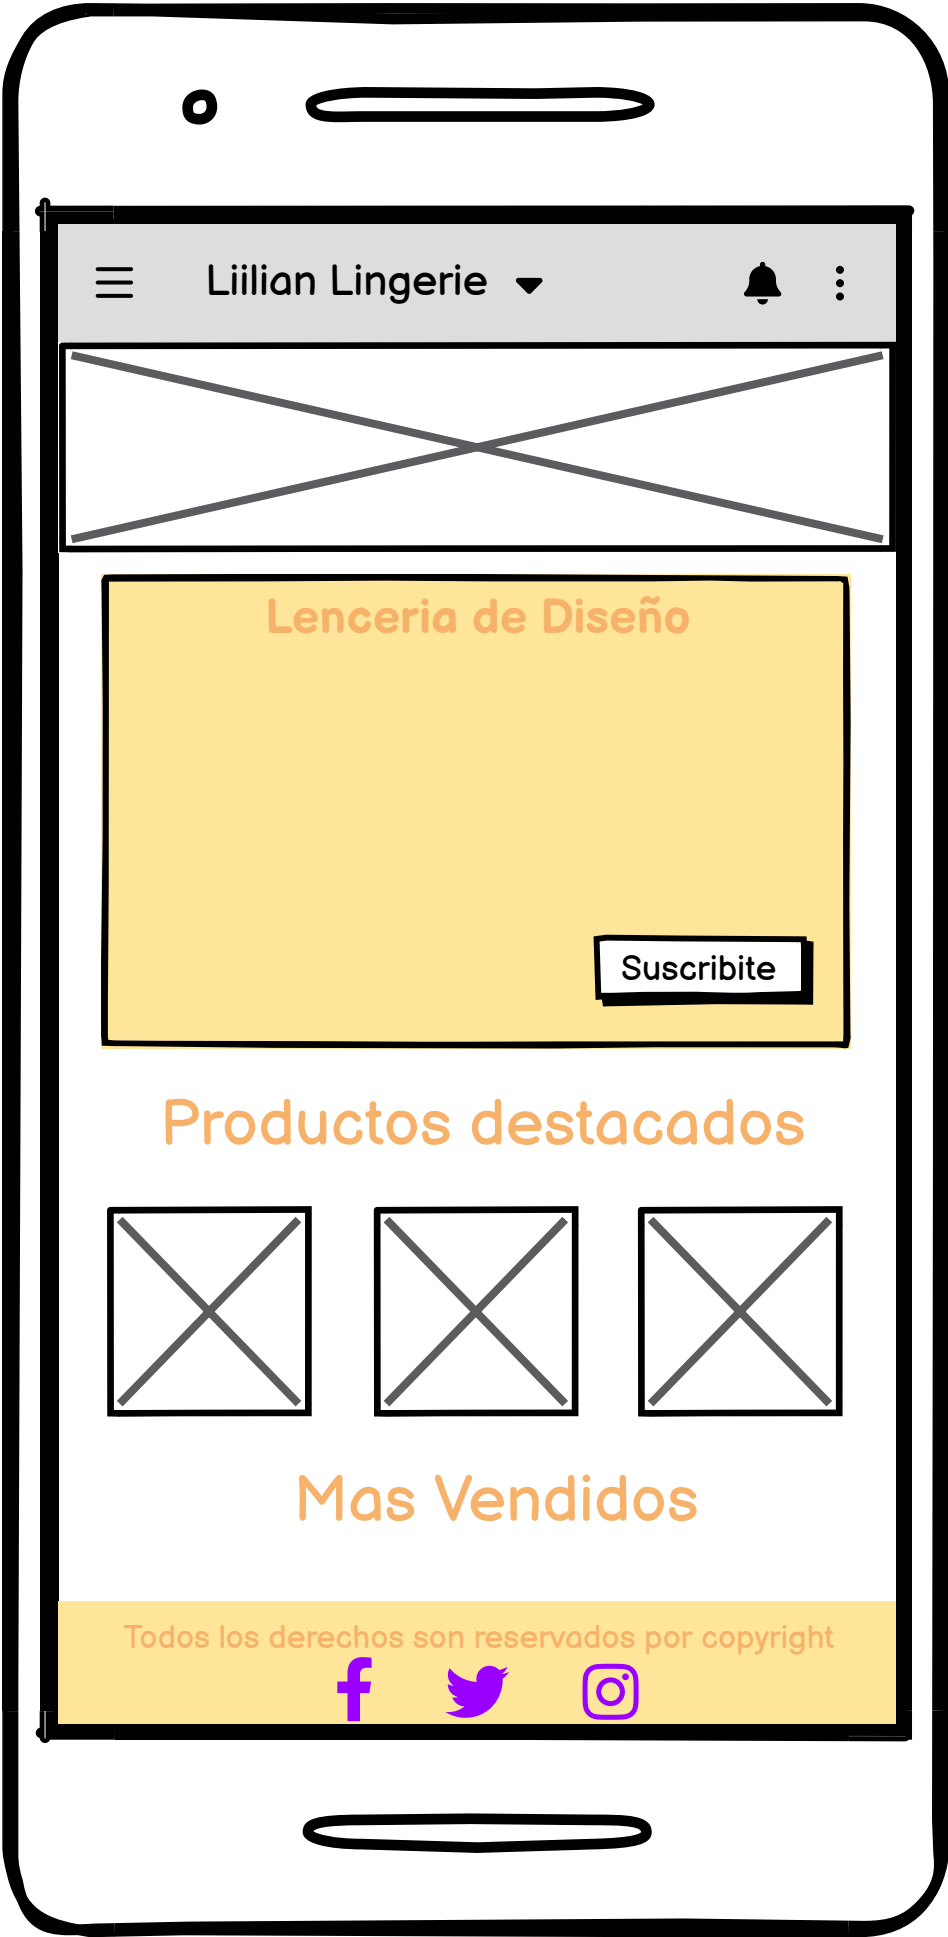 Liilian Lingerie
Lenceria de Diseño
Suscribite
Productos destacados
Mas Vendidos
Todos los derechos son reservados por copyright